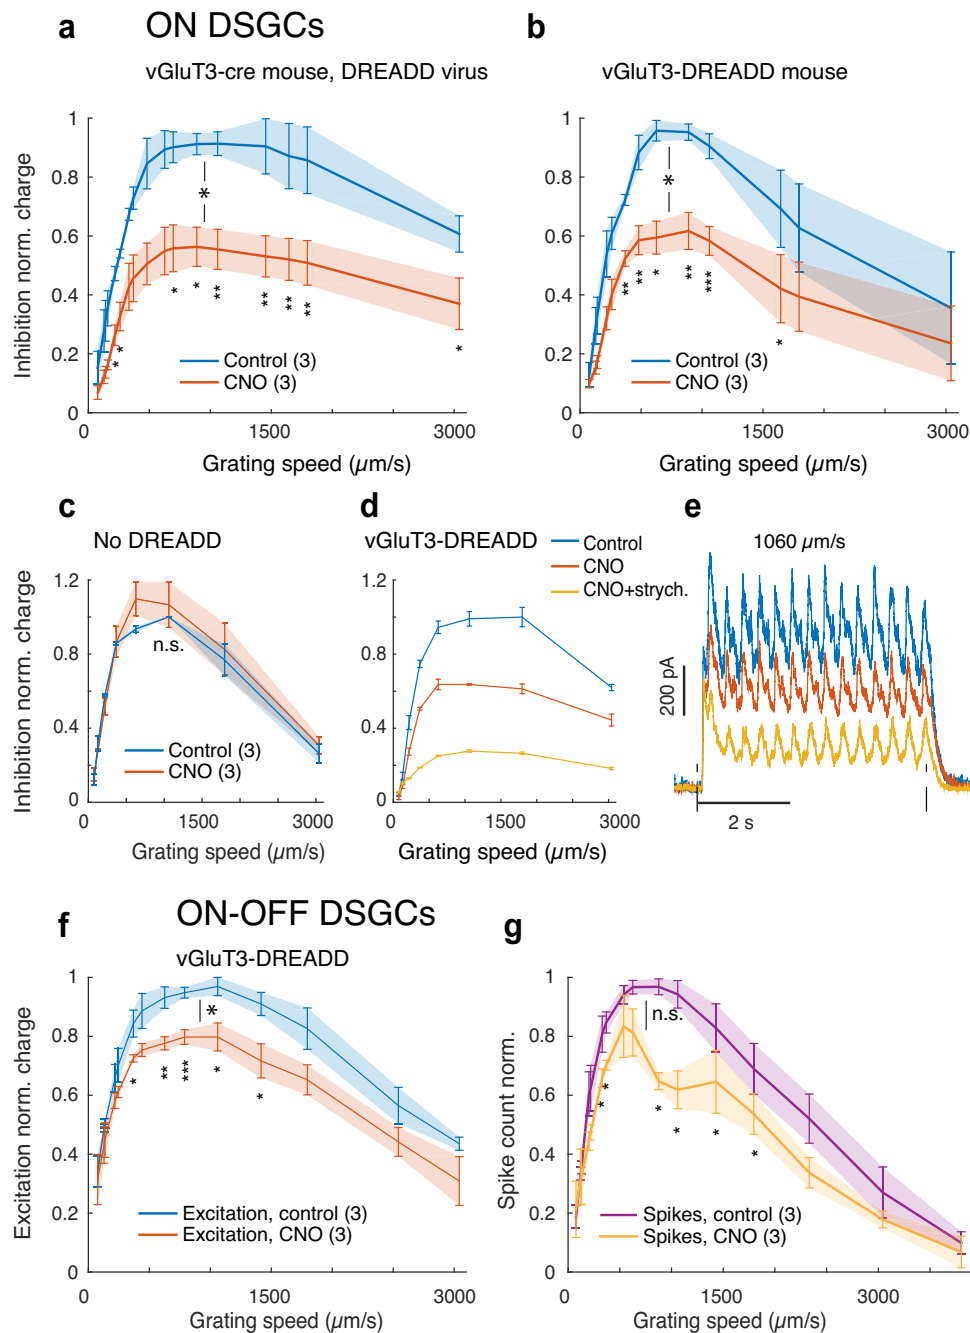 a ON DSGCs b
vGluT3-cre mouse, DREADD virus vGluT3-DREADD mouse
Inhibition norm. charge
1
0.8
0.6
0.4
0.2
0
*
* * * ** ** ** ** *
*
Control (3)
CNO (3)
0 1500 3000
Grating speed (µm/s)
1
0.8
0.6
0.4
0.2
0
*
** ** * ** *** *
Control (3)
CNO (3)
0 1500 3000
Grating speed (µm/s)
c
No DREADD
Inhibition norm. charge
1.2
0.8
0.4
0
n.s.
Control (3)
CNO (3)
0 1500 3000
Grating speed (µm/s)
d
vGluT3-DREADD
Control
CNO
CNO+strych.
1.2
0.8
0.4
0
0 1500 3000
Grating speed (µm/s)
e
1060 µm/s
200 pA
2 s
ON-OFF DSGCs
f
vGluT3-DREADD
Excitation norm. charge
1
0.8
0.6
0.4
0.2
0
*
* ** *** * *
Excitation, control (3)
Excitation, CNO (3)
0 1500 3000
Grating speed (µm/s)
g
Spike count norm.
1
0.8
0.6
0.4
0.2
0
n.s.
* * * * * *
Spikes, control (3)
Spikes, CNO (3)
0 1500 3000
Grating speed (µm/s)